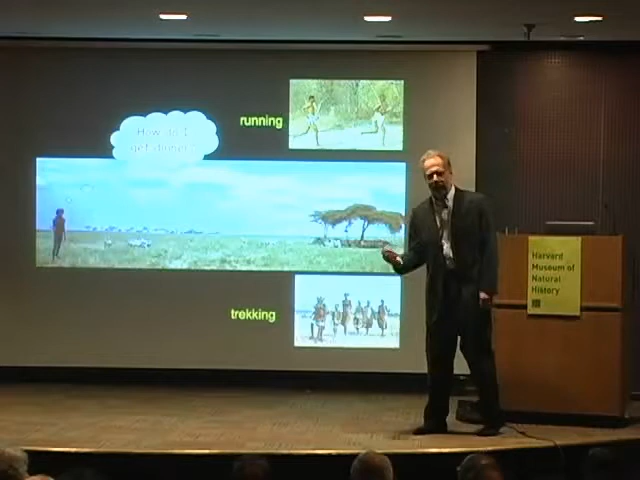 running
How do I
get dinner?
trekking
Harvard
Museum of
Natural
History